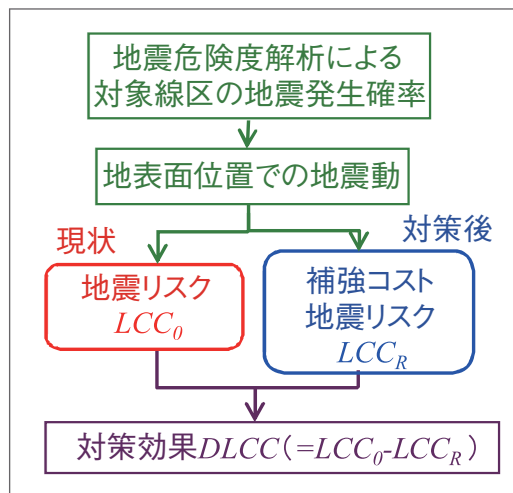 地震危険度解析による
対象線区の地震発生確率
地表面位置での地震動
現状
対策後
地震リスク
LCC₀
補強コスト
地震リスク
LCC_R
対策効果DLCC(=LCC₀-LCC_R)